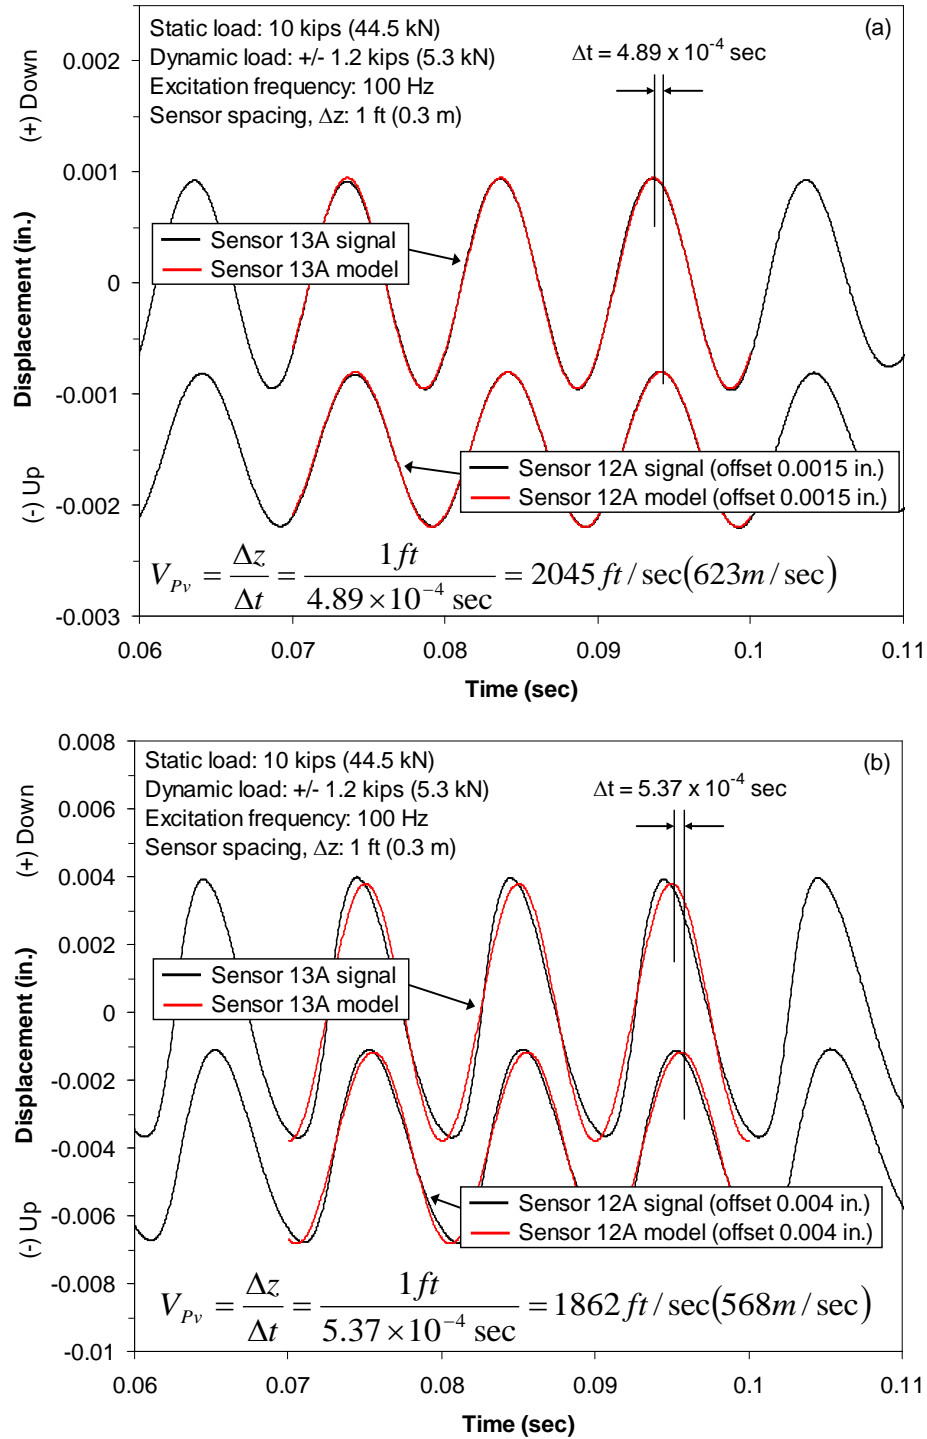 Static load: 10 kips (44.5 kN)
(a)
Dynamic load: +/- 1.2 kips (5.3 kN)
Δt = 4.89 x 10⁻⁴ sec
Excitation frequency: 100 Hz
Sensor spacing, Δz: 1 ft (0.3 m)
0.002
0.001
0
-0.001
-0.002
-0.003
(+) Down
Displacement (in.)
(-) Up
Sensor 13A signal
Sensor 13A model
Sensor 12A signal (offset 0.0015 in.)
Sensor 12A model (offset 0.0015 in.)
V_{Pv} = Δz/Δt = 1 ft/4.89×10⁻⁴ sec = 2045 ft/sec(623m/sec)
0.06 0.07 0.08 0.09 0.1 0.11
Time (sec)
Static load: 10 kips (44.5 kN)
(b)
Dynamic load: +/- 1.2 kips (5.3 kN)
Δt = 5.37 x 10⁻⁴ sec
Excitation frequency: 100 Hz
Sensor spacing, Δz: 1 ft (0.3 m)
0.008
0.006
0.004
0.002
0
-0.002
-0.004
-0.006
-0.008
-0.01
(+) Down
Displacement (in.)
(-) Up
Sensor 13A signal
Sensor 13A model
Sensor 12A signal (offset 0.004 in.)
Sensor 12A model (offset 0.004 in.)
V_{Pv} = Δz/Δt = 1 ft/5.37×10⁻⁴ sec = 1862 ft/sec(568m/sec)
0.06 0.07 0.08 0.09 0.1 0.11
Time (sec)